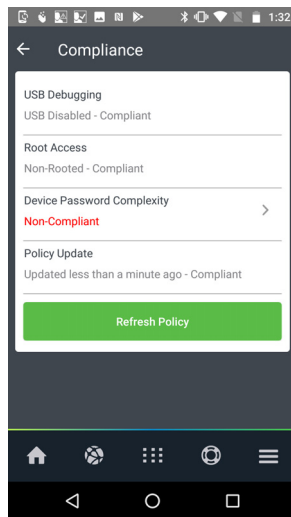 1:32
Compliance
USB Debugging
USB Disabled - Compliant
Root Access
Non-Rooted - Compliant
Device Password Complexity
Non-Compliant
Policy Update
Updated less than a minute ago - Compliant
Refresh Policy